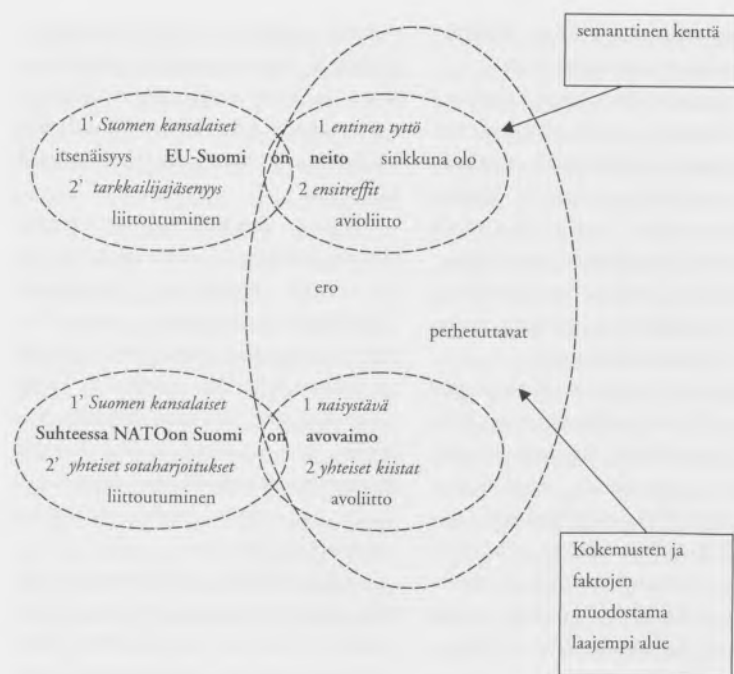 semanttinen kenttä
1' Suomen kansalaiset
itsenäisyys EU-Suomi on neito sinkkuna olo
2' tarkkailijajäsenyys
liittoutuminen
1 entinen tyttö
2 ensitreffit
avioliitto
ero
perhetuttavat
1' Suomen kansalaiset
Suhteessa NATOon Suomi on avovaimo
2' yhteiset sotaharjoitukset
liittoutuminen
1 naisystävä
2 yhteiset kiistat
avoliitto
Kokemusten ja
faktojen
muodostama
laajempi alue